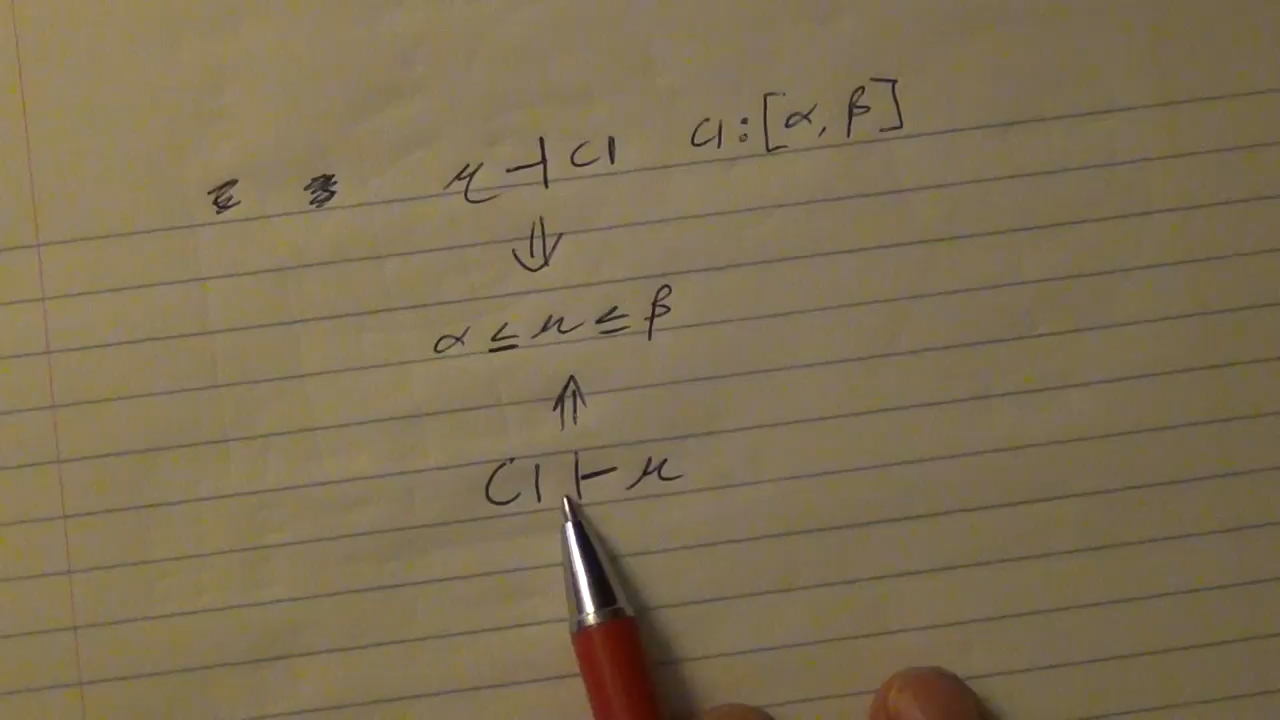 μ ⊣ CI CI:[α, β]
⇓
α ≤ μ ≤ β
⇑
CI ⊢ μ